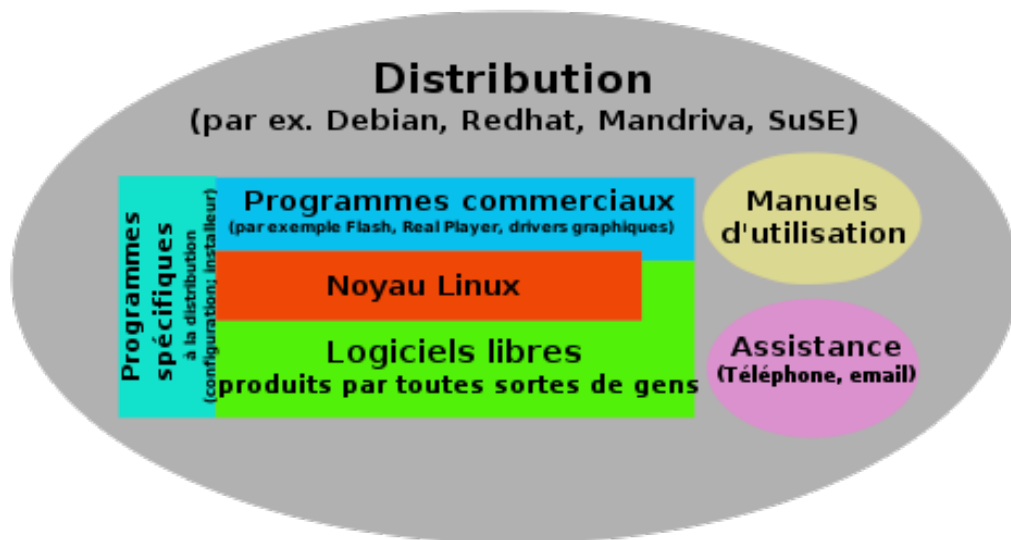 Distribution
(par ex. Debian, Redhat, Mandriva, SuSE)
Programmes
spécifiques
à la distribution
(configuration; installeur)
Programmes commerciaux
(par exemple Flash, Real Player, drivers graphiques)
Noyau Linux
Logiciels libres
produits par toutes sortes de gens
Manuels
d'utilisation
Assistance
(Téléphone, email)